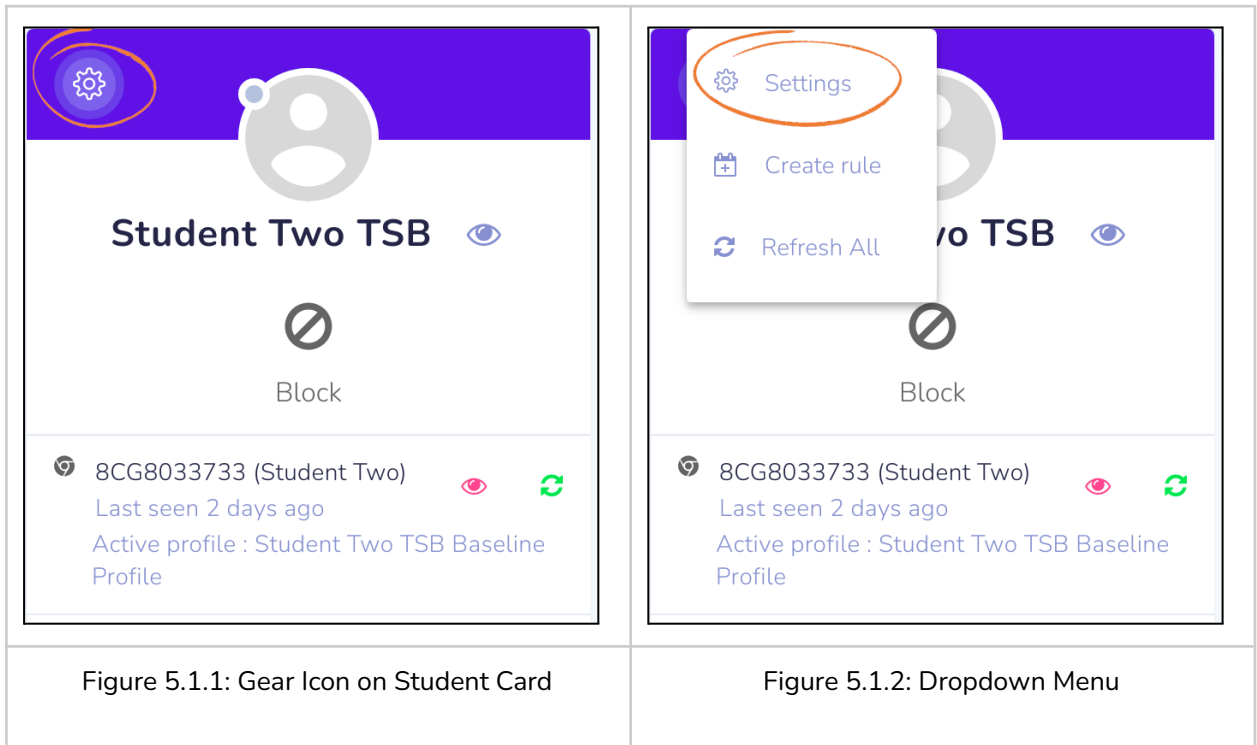 Student Two TSB
Block
8CG8033733 (Student Two)
Last seen 2 days ago
Active profile : Student Two TSB Baseline
Profile
Figure 5.1.1: Gear Icon on Student Card
Settings
Create rule
Refresh All
o TSB
Block
8CG8033733 (Student Two)
Last seen 2 days ago
Active profile : Student Two TSB Baseline
Profile
Figure 5.1.2: Dropdown Menu